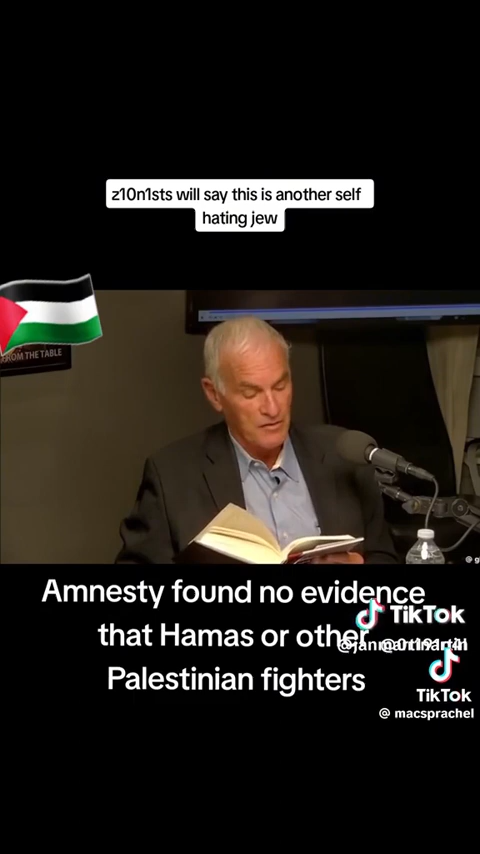 z10n1sts will say this is another self
hating jew
FROM THE TABLE
Amnesty found no evidence
that Hamas or other
Palestinian fighters
TikTok
TikTok
@ macsprachel